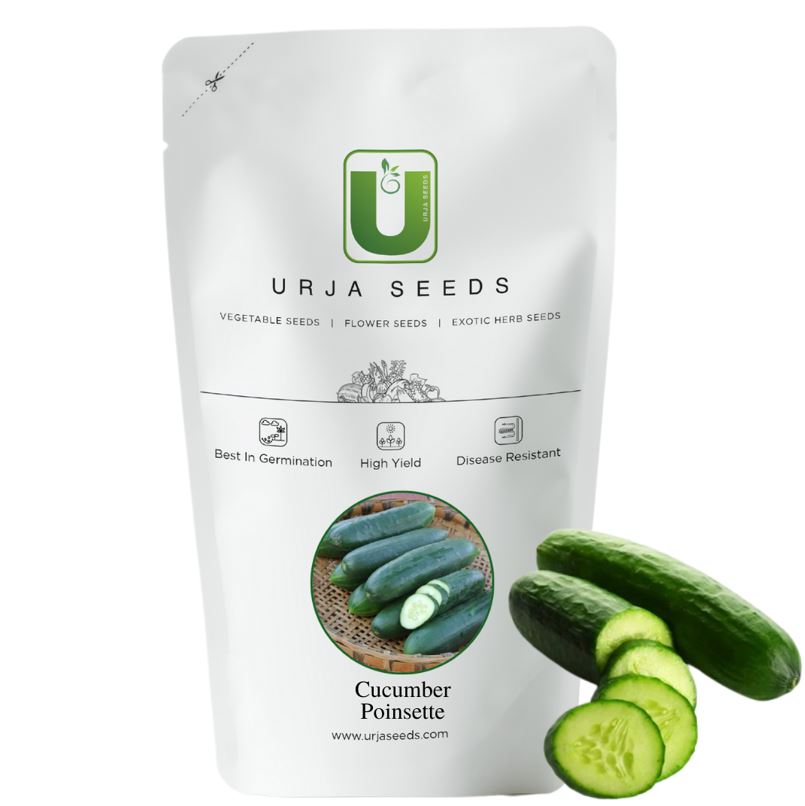 U
URJA SEEDS
URJA SEEDS
VEGETABLE SEEDS | FLOWER SEEDS | EXOTIC HERB SEEDS
Best In Germination
High Yield
Disease Resistant
Cucumber
Poinsette
www.urjaseeds.com